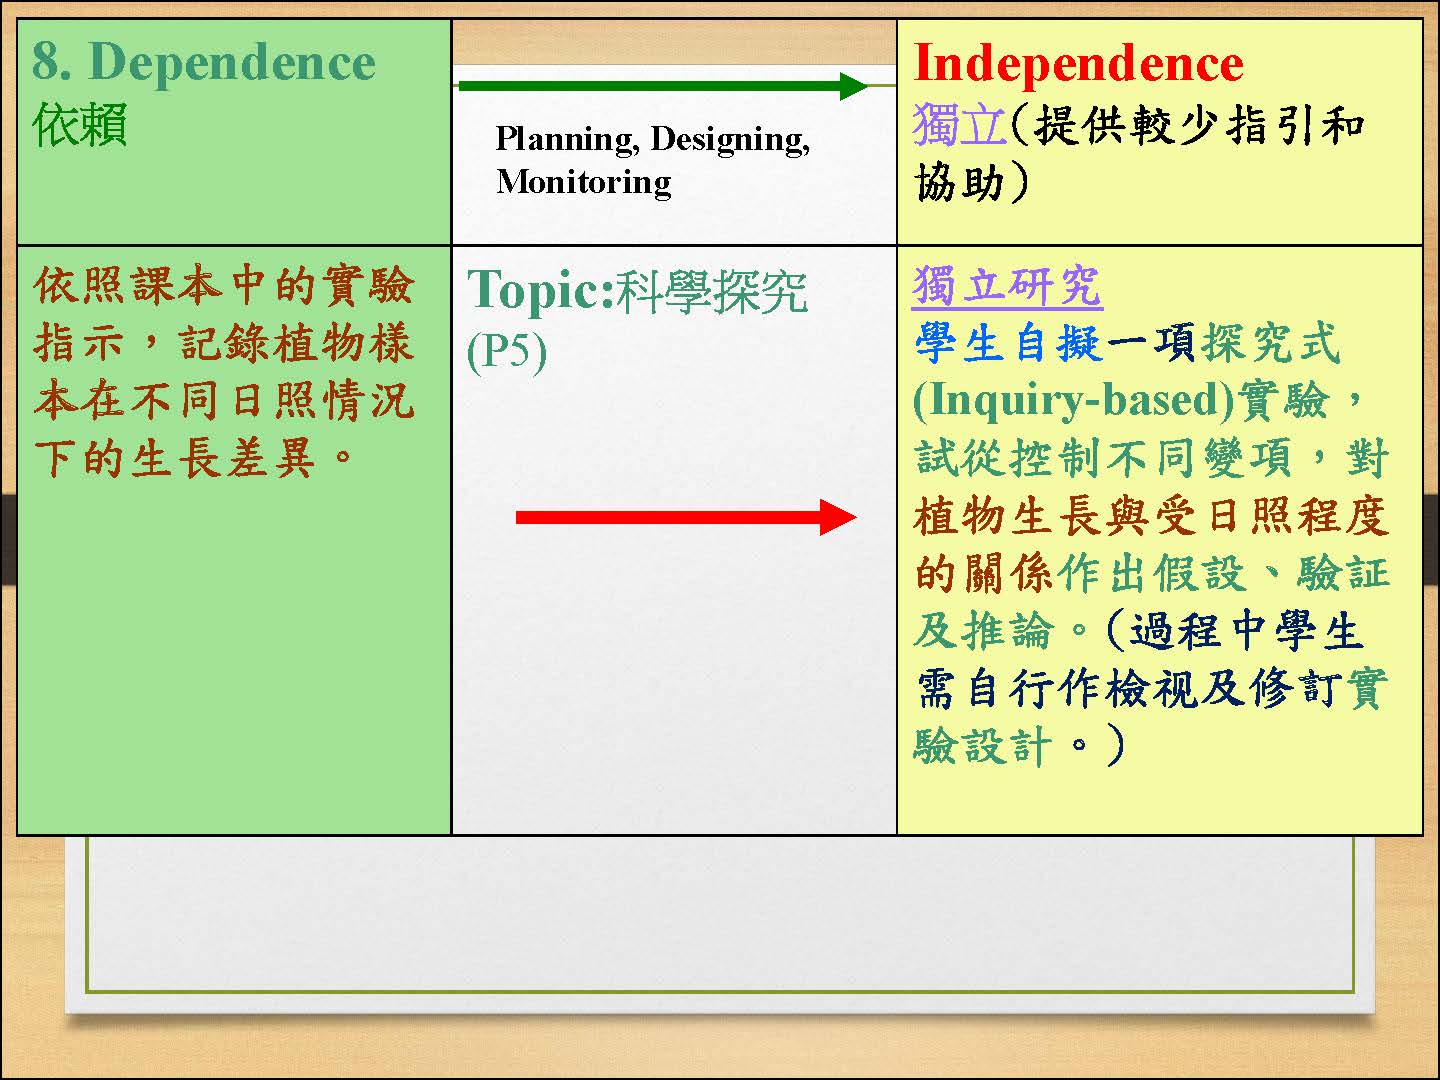 8. Dependence
依賴
Planning, Designing,
Monitoring
Independence
獨立(提供較少指引和
協助)
依照課本中的實驗
指示，記錄植物樣
本在不同日照情況
下的生長差異。
Topic:科學探究
(P5)
獨立研究
學生自擬一項探究式
(Inquiry-based)實驗，
試從控制不同變項，對
植物生長與受日照程度
的關係作出假設、驗証
及推論。(過程中學生
需自行作檢视及修訂實
驗設計。)